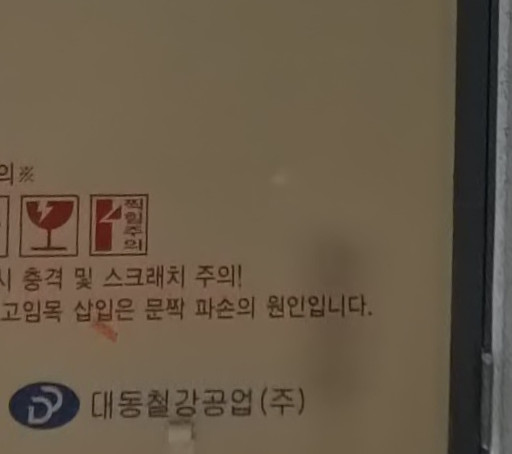 의※
찍힘주의
시 충격 및 스크래치 주의!
고임목 삽입은 문짝 파손의 원인입니다.
대동철강공업(주)